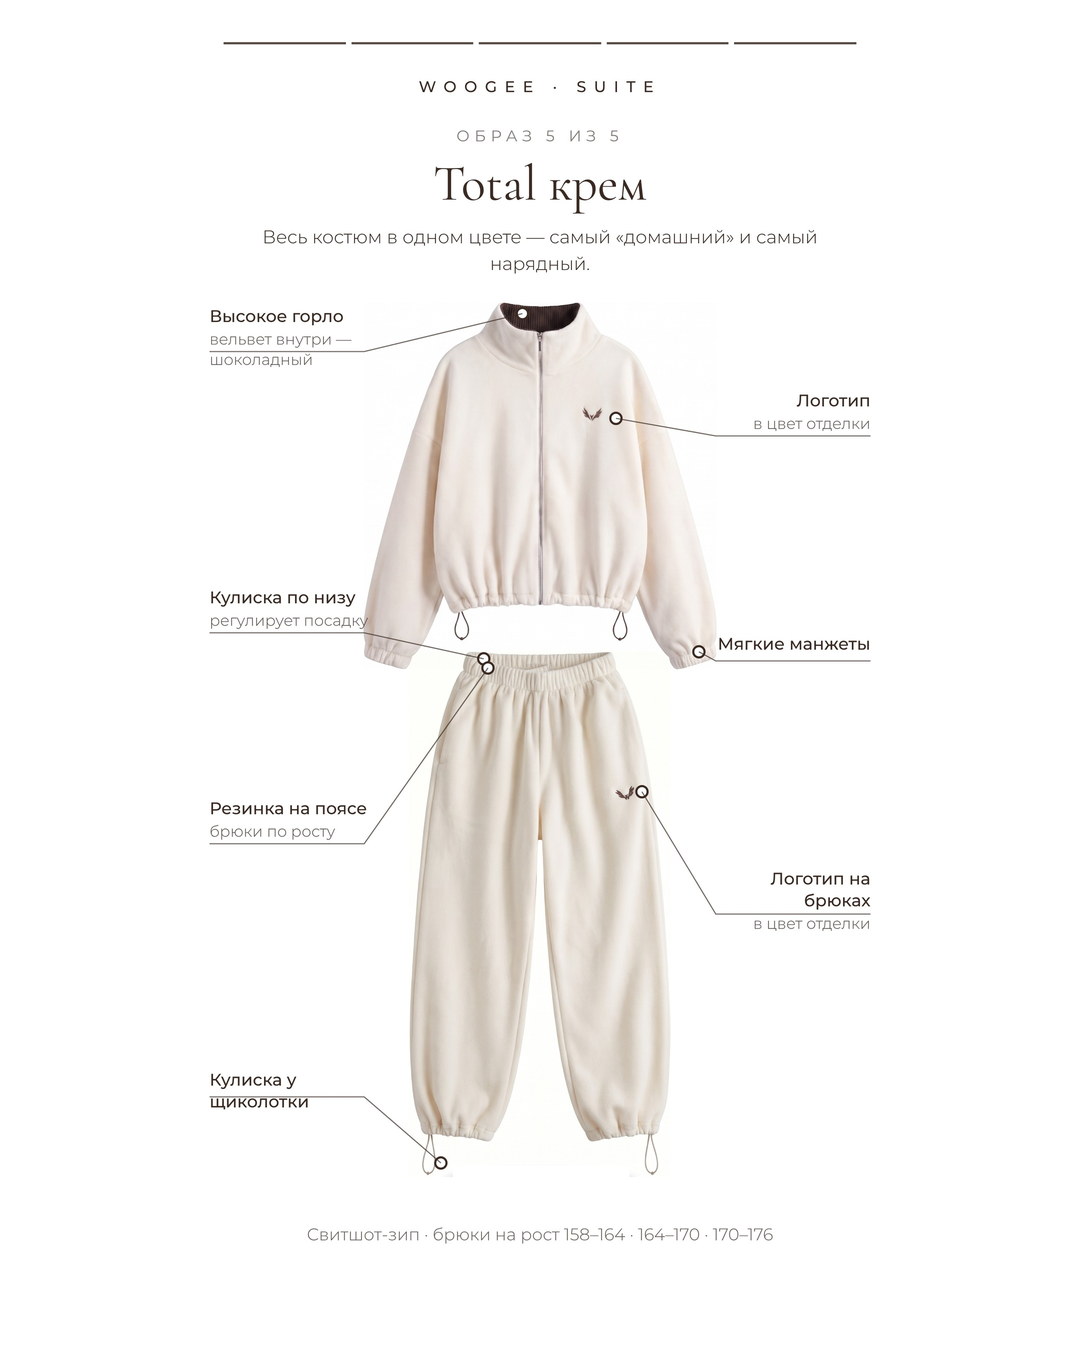 WOOGEE · SUITE
ОБРАЗ 5 ИЗ 5
Total крем
Весь костюм в одном цвете — самый «домашний» и самый
нарядный.
Высокое горло
вельвет внутри —
шоколадный
Логотип
в цвет отделки
Кулиска по низу
регулирует посадку
Мягкие манжеты
Резинка на поясе
брюки по росту
Логотип на
брюках
в цвет отделки
Кулиска у
щиколотки
Свитшот-зип · брюки на рост 158–164 · 164–170 · 170–176